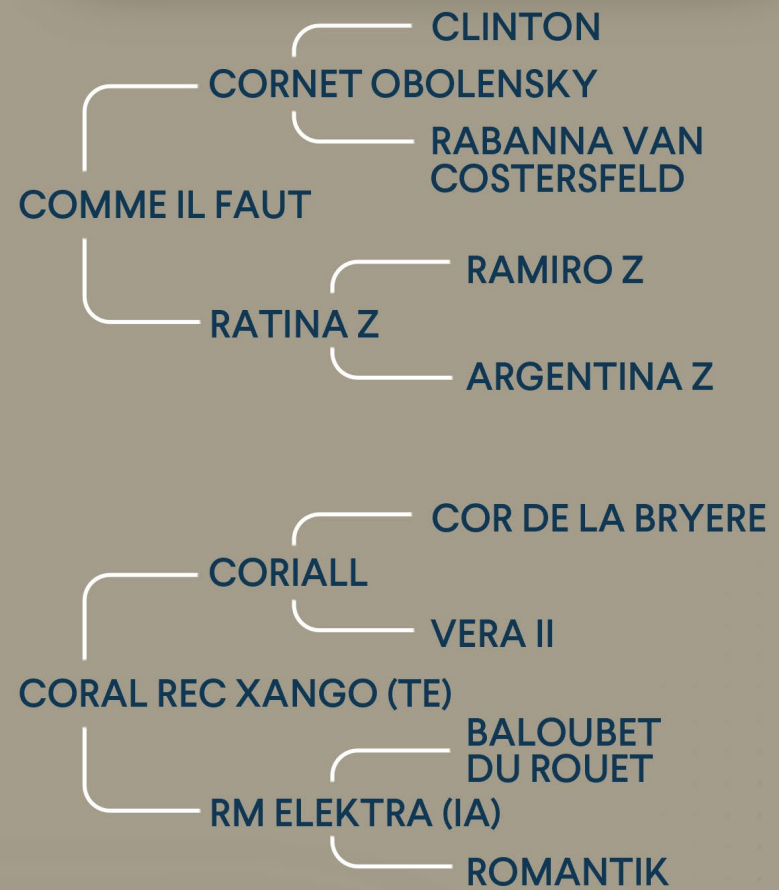 CLINTON
CORNET OBOLENSKY
RABANNA VAN
COSTERSFELD
COMME IL FAUT
RAMIRO Z
RATINA Z
ARGENTINA Z
COR DE LA BRYERE
CORIALL
VERA II
CORAL REC XANGO (TE)
BALOUBET
DU ROUET
RM ELEKTRA (IA)
ROMANTIK